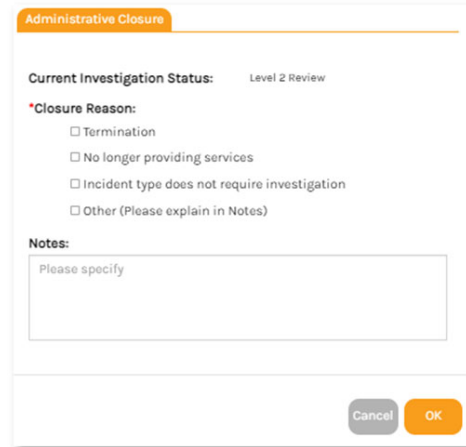 Administrative Closure
Current Investigation Status: Level 2 Review
*Closure Reason:
Termination
No longer providing services
Incident type does not require investigation
Other (Please explain in Notes)
Notes:
Please specify
Cancel OK